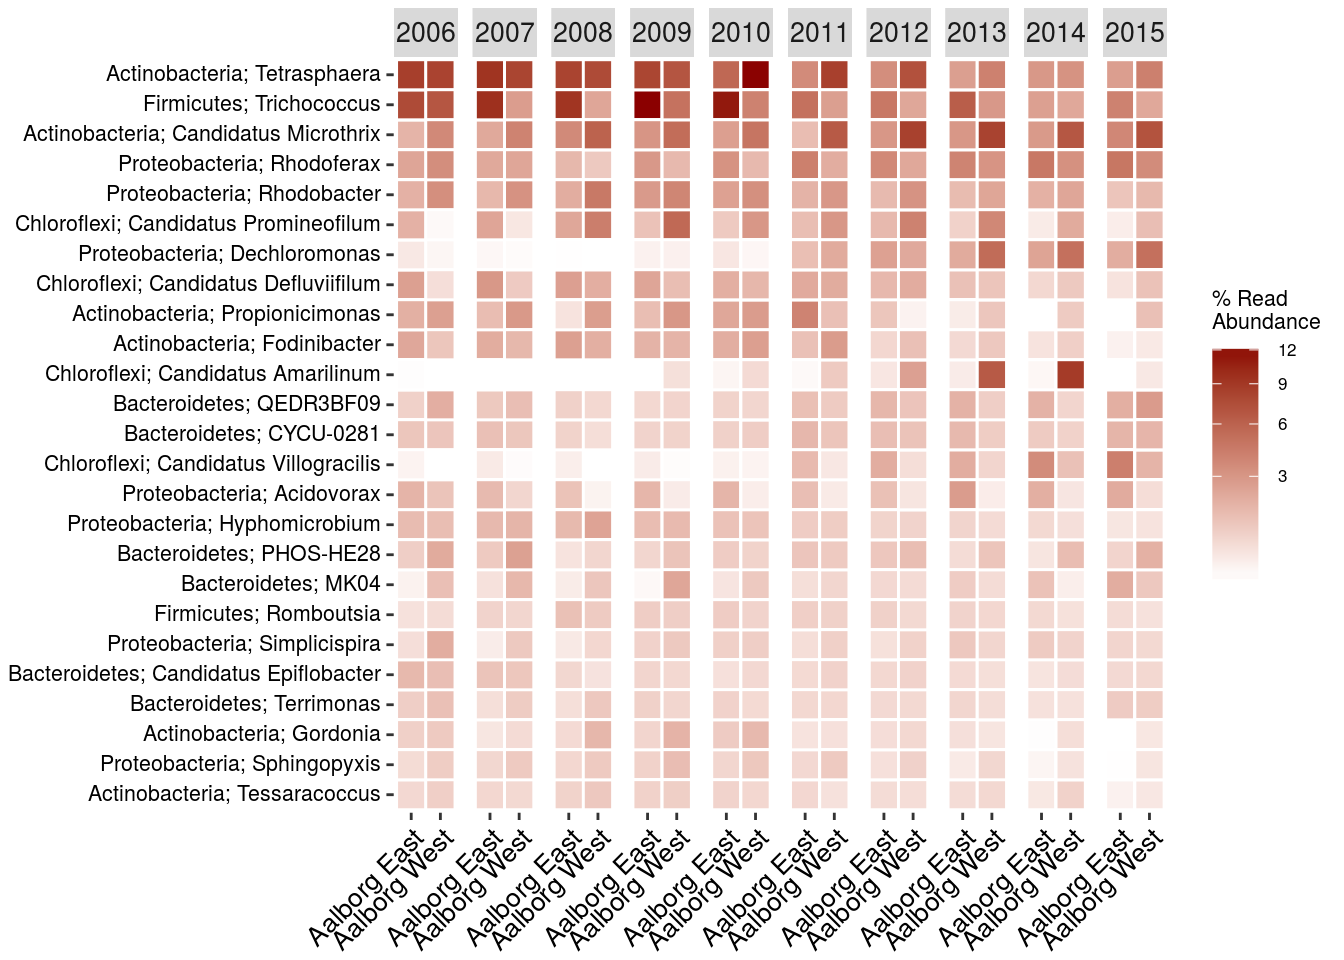 2006 2007 2008 2009 2010 2011 2012 2013 2014 2015
Actinobacteria; Tetrasphaera
Firmicutes; Trichococcus
Actinobacteria; Candidatus Microthrix
Proteobacteria; Rhodoferax
Proteobacteria; Rhodobacter
Chloroflexi; Candidatus Promineofilum
Proteobacteria; Dechloromonas
Chloroflexi; Candidatus Defluviifilum
Actinobacteria; Propionicimonas
Actinobacteria; Fodinibacter
Chloroflexi; Candidatus Amarilinum
Bacteroidetes; QEDR3BF09
Bacteroidetes; CYCU-0281
Chloroflexi; Candidatus Villogracilis
Proteobacteria; Acidovorax
Proteobacteria; Hyphomicrobium
Bacteroidetes; PHOS-HE28
Bacteroidetes; MK04
Firmicutes; Romboutsia
Proteobacteria; Simplicispira
Bacteroidetes; Candidatus Epiflobacter
Bacteroidetes; Terrimonas
Actinobacteria; Gordonia
Proteobacteria; Sphingopyxis
Actinobacteria; Tessaracoccus
Aalborg East
Aalborg West
Aalborg East
Aalborg West
Aalborg East
Aalborg West
Aalborg East
Aalborg West
Aalborg East
Aalborg West
Aalborg East
Aalborg West
Aalborg East
Aalborg West
Aalborg East
Aalborg West
Aalborg East
Aalborg West
Aalborg East
Aalborg West
% Read
Abundance
12
9
6
3